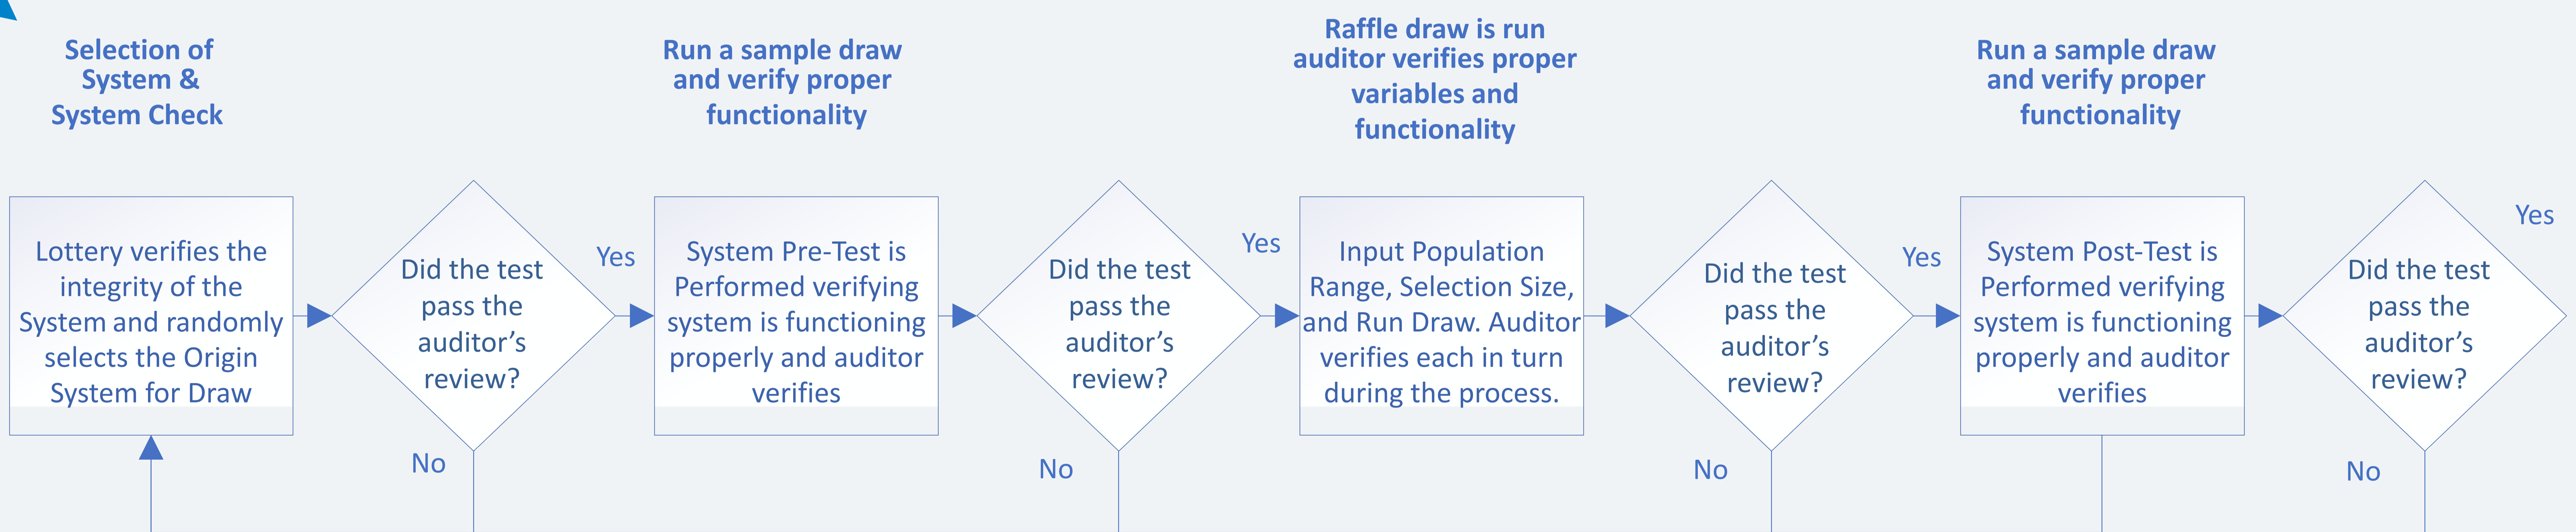 Selection of
System &
System Check
Run a sample draw
and verify proper
functionality
Raffle draw is run
auditor verifies proper
variables and
functionality
Run a sample draw
and verify proper
functionality
Lottery verifies the
integrity of the
System and randomly
selects the Origin
System for Draw
Did the test
pass the
auditor’s
review?
Yes
No
System Pre-Test is
Performed verifying
system is functioning
properly and auditor
verifies
Did the test
pass the
auditor’s
review?
Yes
No
Input Population
Range, Selection Size,
and Run Draw. Auditor
verifies each in turn
during the process.
Did the test
pass the
auditor’s
review?
Yes
No
System Post-Test is
Performed verifying
system is functioning
properly and auditor
verifies
Did the test
pass the
auditor’s
review?
Yes
No